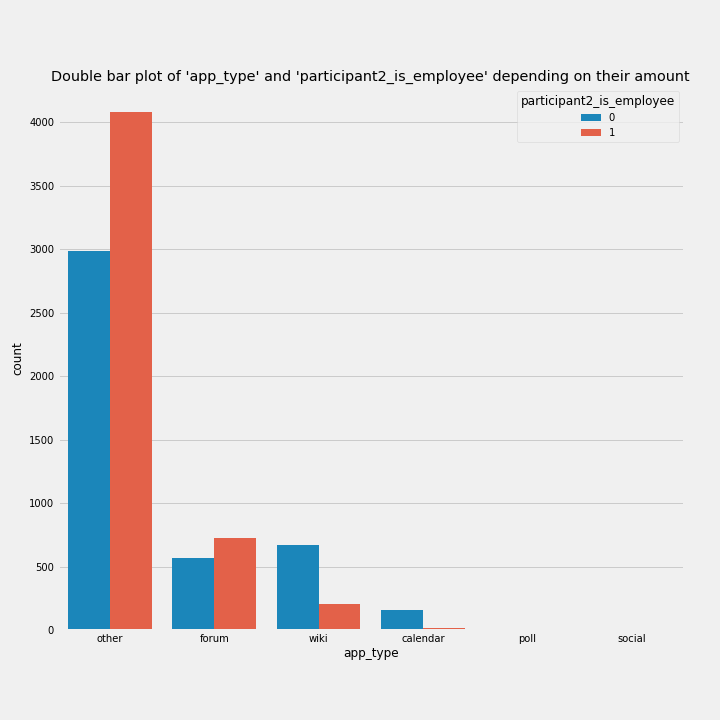 Double bar plot of 'app_type' and 'participant2_is_employee' depending on their amount
participant2_is_employee
0
1
4000
3500
3000
2500
2000
1500
1000
500
0
count
other forum wiki calendar poll social
app_type